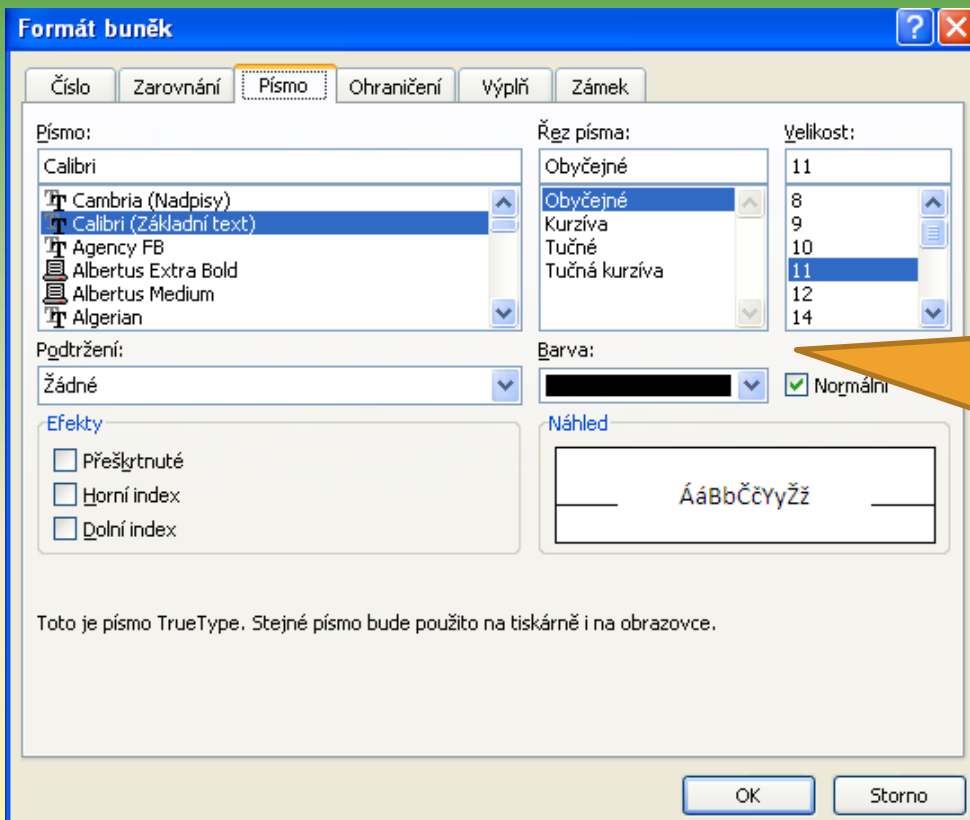 Formát buněk
Číslo Zarovnání Písmo Ohraničení Výplň Zámek
Písmo: Řez písma: Velikost:
Calibri Obyčejné 11
Cambria (Nadpisy) Obyčejné 8
Calibri (Základní text) Kurzíva 9
Agency FB Tučné 10
Albertus Extra Bold Tučná kurzíva 11
Albertus Medium 12
Algerian 14
Podtržení: Barva:
Žádné Normální
Efekty Náhled
Přeškrtnuté
Horní index ÁáBbČčYyŽž
Dolní index
Toto je písmo TrueType. Stejné písmo bude použito na tiskárně i na obrazovce.
OK Storno